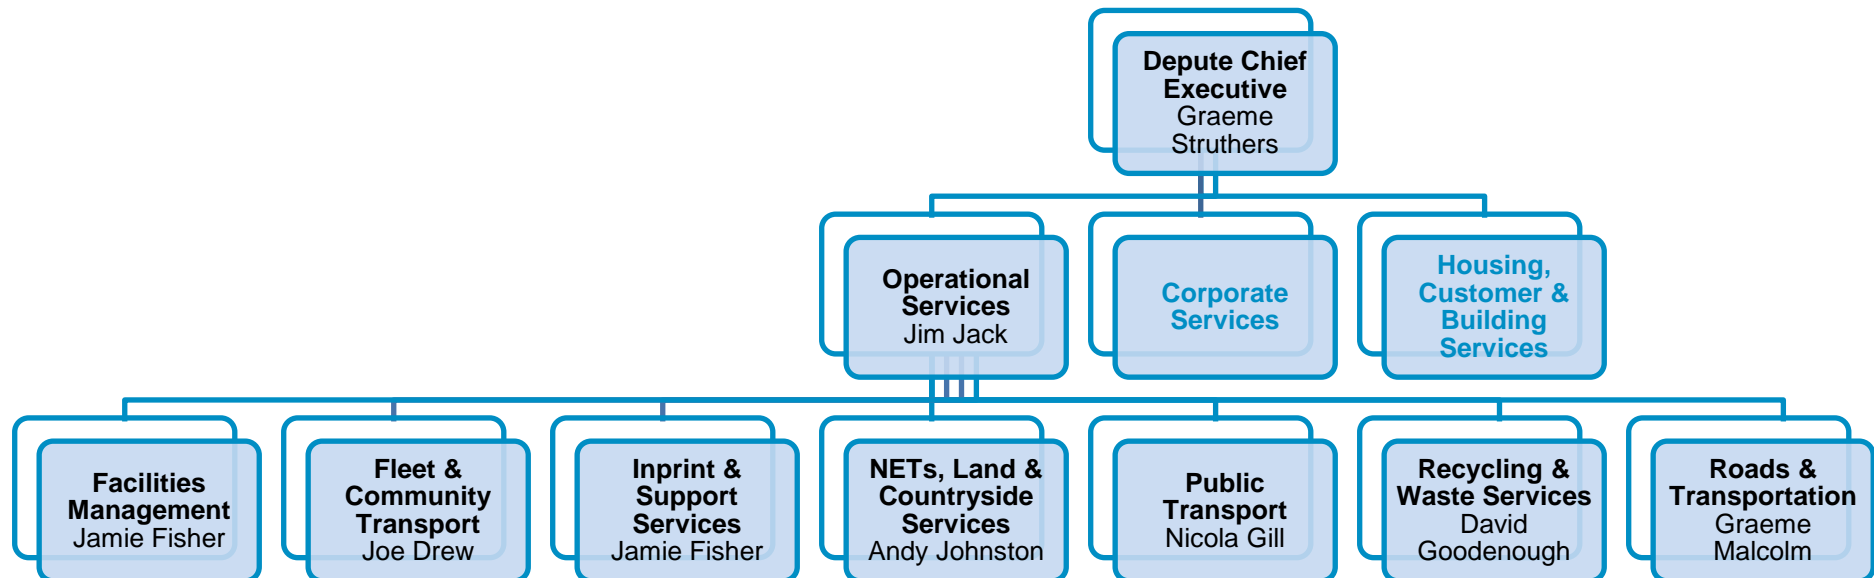 Depute Chief
Executive
Graeme
Struthers
Operational
Services
Jim Jack
Corporate
Services
Housing,
Customer &
Building
Services
Facilities
Management
Jamie Fisher
Fleet &
Community
Transport
Joe Drew
Inprint &
Support
Services
Jamie Fisher
NETs, Land &
Countryside
Services
Andy Johnston
Public
Transport
Nicola Gill
Recycling &
Waste Services
David
Goodenough
Roads &
Transportation
Graeme
Malcolm